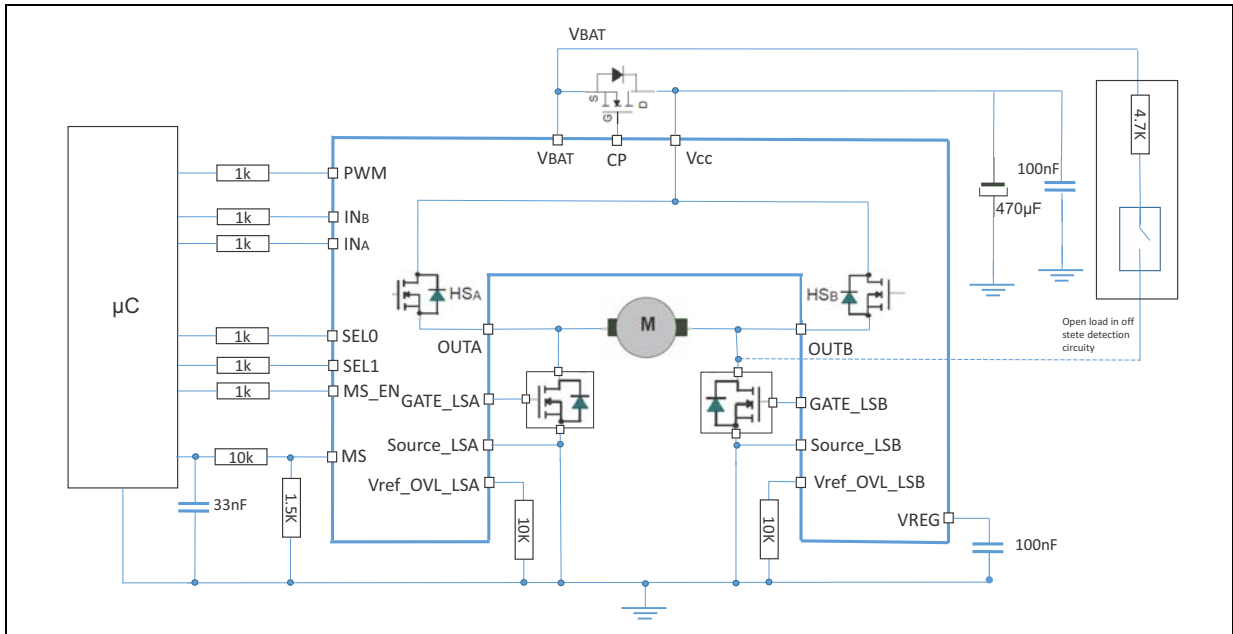 VBAT
S
D
G
4.7K
VBAT
CP
Vcc
100nF
470µF
1k
PWM
1k
INB
1k
INA
µC
HSA
HSB
M
OUTA
OUTB
Open load in off
stete detection
circuity
1k
SEL0
1k
SEL1
1k
MS_EN
GATE_LSA
GATE_LSB
Source_LSA
Source_LSB
10k
MS
Vref_OVL_LSA
Vref_OVL_LSB
33nF
1.5K
10K
10K
VREG
100nF